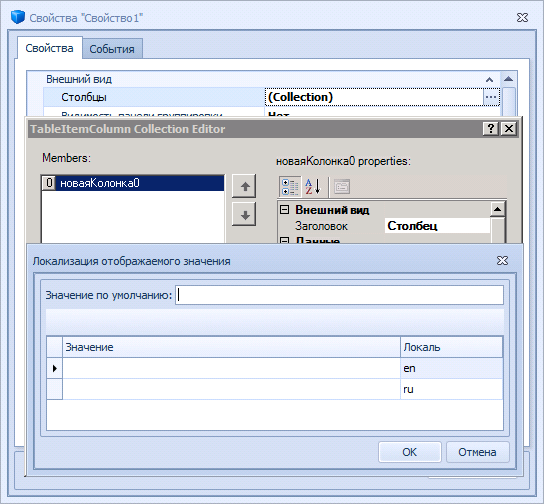 Свойства "Свойство1"
Свойства События
Внешний вид
Столбцы (Collection) ...
Видимость панели группировки Нет
TableItemColumn Collection Editor ? X
Members:
новаяКолонка0 properties:
0 новаяКолонка0
A
Z
Внешний вид
Заголовок Столбец
Данные
Локализация отображаемого значения
Значение по умолчанию:
Значение Локаль
en
ru
OK Отмена